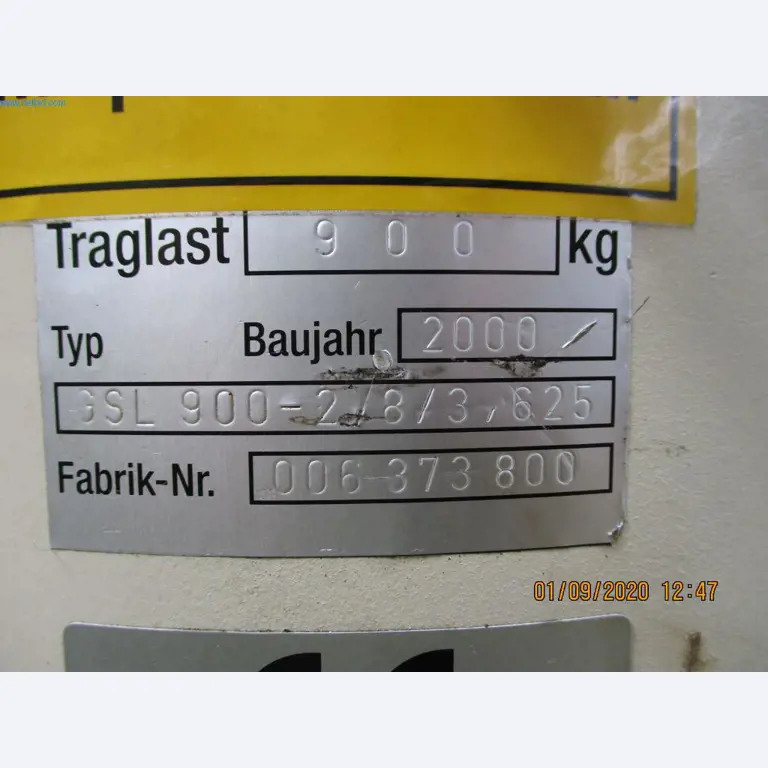 Traglast 900 kg
Typ Baujahr 2000 /
GSL 900-2,8/3,625
Fabrik-Nr. 006 373 800
01/09/2020 12:47